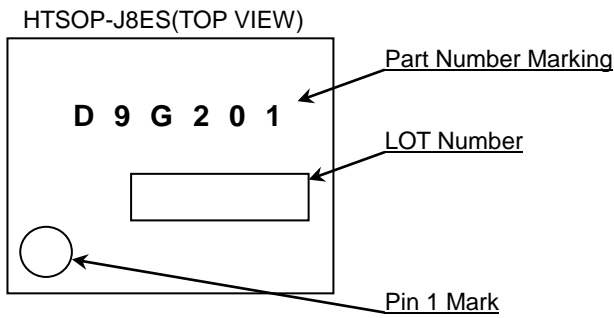 HTSOP-J8ES(TOP VIEW)
Part Number Marking
D 9 G 2 0 1
LOT Number
Pin 1 Mark